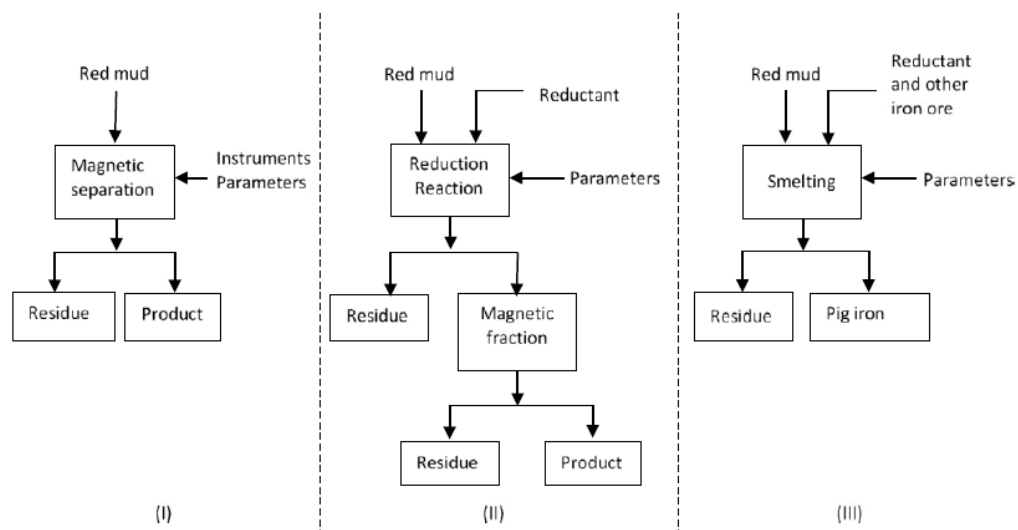 Red mud
Magnetic
separation
Instruments
Parameters
Residue
Product
(I)
Red mud
Reductant
Reduction
Reaction
Parameters
Residue
Magnetic
fraction
Residue
Product
(II)
Red mud
Reductant
and other
iron ore
Smelting
Parameters
Residue
Pig iron
(III)